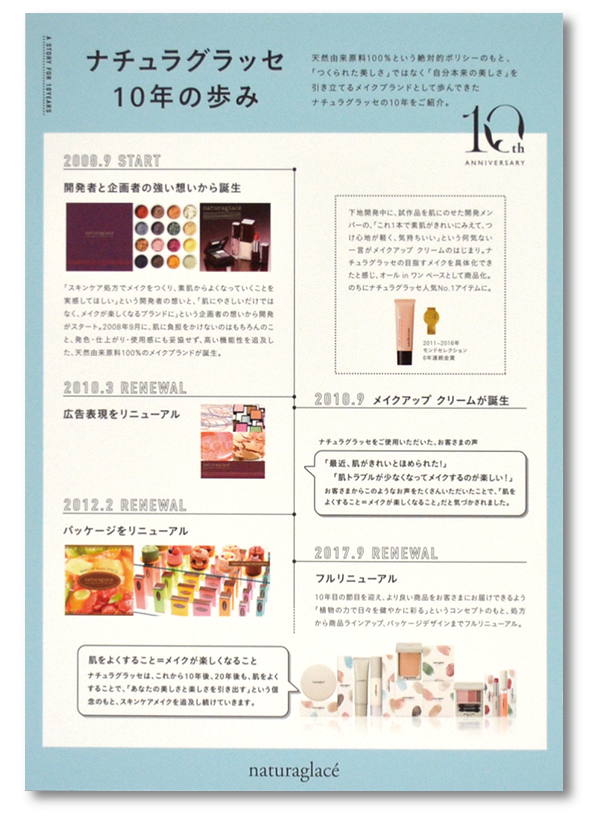 A STORY FOR 10YEARS
ナチュラグラッセ
10年の歩み
天然由来原料100%という絶対的ポリシーのもと、
「つくられた美しさ」ではなく「自分本来の美しさ」を
引き立てるメイクブランドとして歩んできた
ナチュラグラッセの10年をご紹介。
10th
ANNIVERSARY
2008.9 START
開発者と企画者の強い想いから誕生
naturaglacé
「スキンケア処方でメイクをつくり、素肌からよくなっていくことを
実感してほしい」という開発者の想いと、「肌にやさしいだけでは
なく、メイクが楽しくなるブランドに」という企画者の想いから開発
がスタート。2008年9月に、肌に負担をかけないのはもちろんのこ
と、発色・仕上がり・使用感にも妥協せず、高い機能性を追及し
た、天然由来原料100%のメイクブランドが誕生。
下地開発中に、試作品を肌にのせた開発メン
バーの、「これ1本で素肌がきれいにみえて、つ
け心地が軽く、気持ちいい」という何気ない
一言がメイクアップ クリームのはじまり。ナ
チュラグラッセの目指すメイクを具体化でき
たと感じ、オール in ワン ベースとして商品化。
のちにナチュラグラッセ人気No.1アイテムに。
2011~2016年
モンドセレクション
6年連続金賞
2010.3 RENEWAL
広告表現をリニューアル
2010.9 メイクアップ クリームが誕生
ナチュラグラッセをご使用いただいた、お客さまの声
「最近、肌がきれいとほめられた！」
「肌トラブルが少なくなってメイクするのが楽しい！」
お客さまからこのようなお声をたくさんいただいたことで、「肌を
よくすること＝メイクが楽しくなること」だと気づかされました。
2012.2 RENEWAL
パッケージをリニューアル
naturaglacé
2017.9 RENEWAL
フルリニューアル
10年目の節目を迎え、より良い商品をお客さまにお届けできるよう
「植物の力で日々を健やかに彩る」というコンセプトのもと、処方
から商品ラインアップ、パッケージデザインまでフルリニューアル。
肌をよくすること＝メイクが楽しくなること
ナチュラグラッセは、これから10年後、20年後も、肌をよく
することで、「あなたの美しさと楽しさを引き出す」という信
念のもと、スキンケアメイクを追及し続けていきます。
naturaglacé